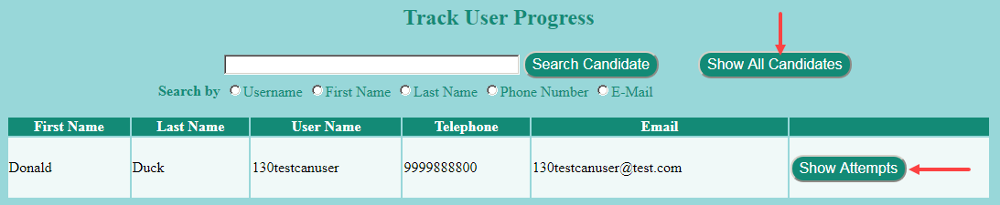 Track User Progress
Search Candidate Show All Candidates
Search by Username First Name Last Name Phone Number E-Mail
First Name Last Name User Name Telephone Email
Donald Duck 130testcanuser 9999888800 130testcanuser@test.com Show Attempts